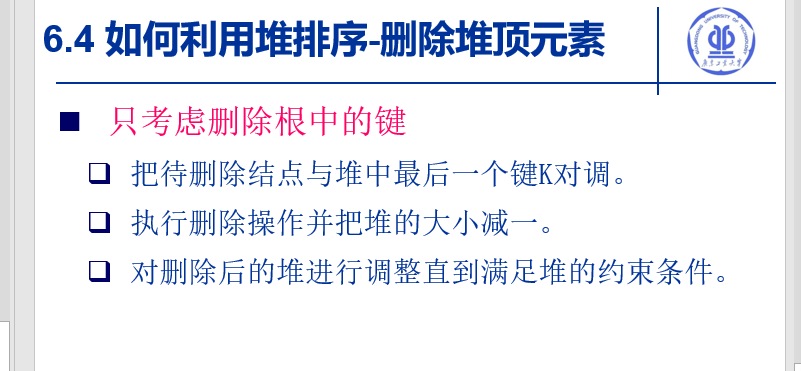 6.4 如何利用堆排序-删除堆顶元素
只考虑删除根中的键
把待删除结点与堆中最后一个键K对调。
执行删除操作并把堆的大小减一。
对删除后的堆进行调整直到满足堆的约束条件。